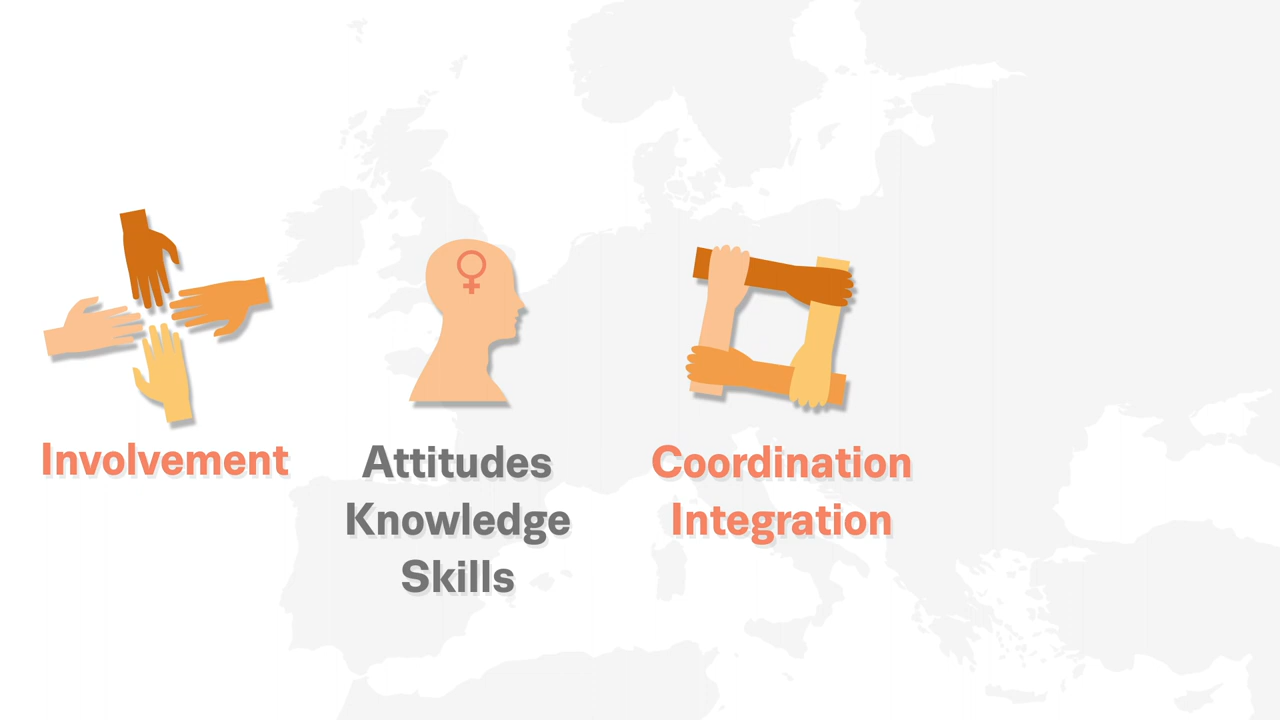 Involvement
Attitudes
Knowledge
Skills
Coordination
Integration